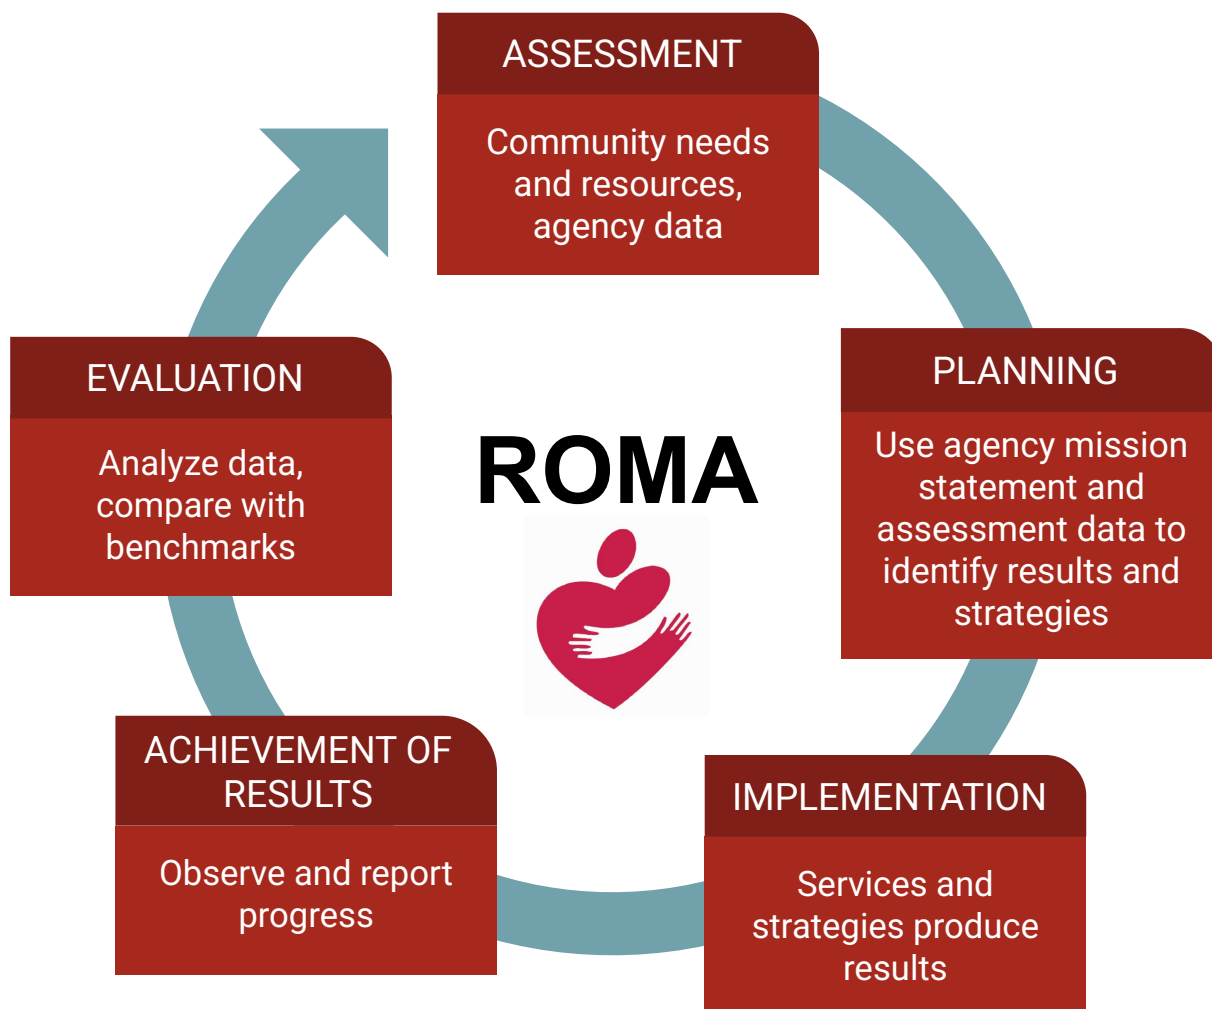 ASSESSMENT
Community needs
and resources,
agency data
PLANNING
Use agency mission
statement and
assessment data to
identify results and
strategies
IMPLEMENTATION
Services and
strategies produce
results
ACHIEVEMENT OF
RESULTS
Observe and report
progress
EVALUATION
Analyze data,
compare with
benchmarks
ROMA